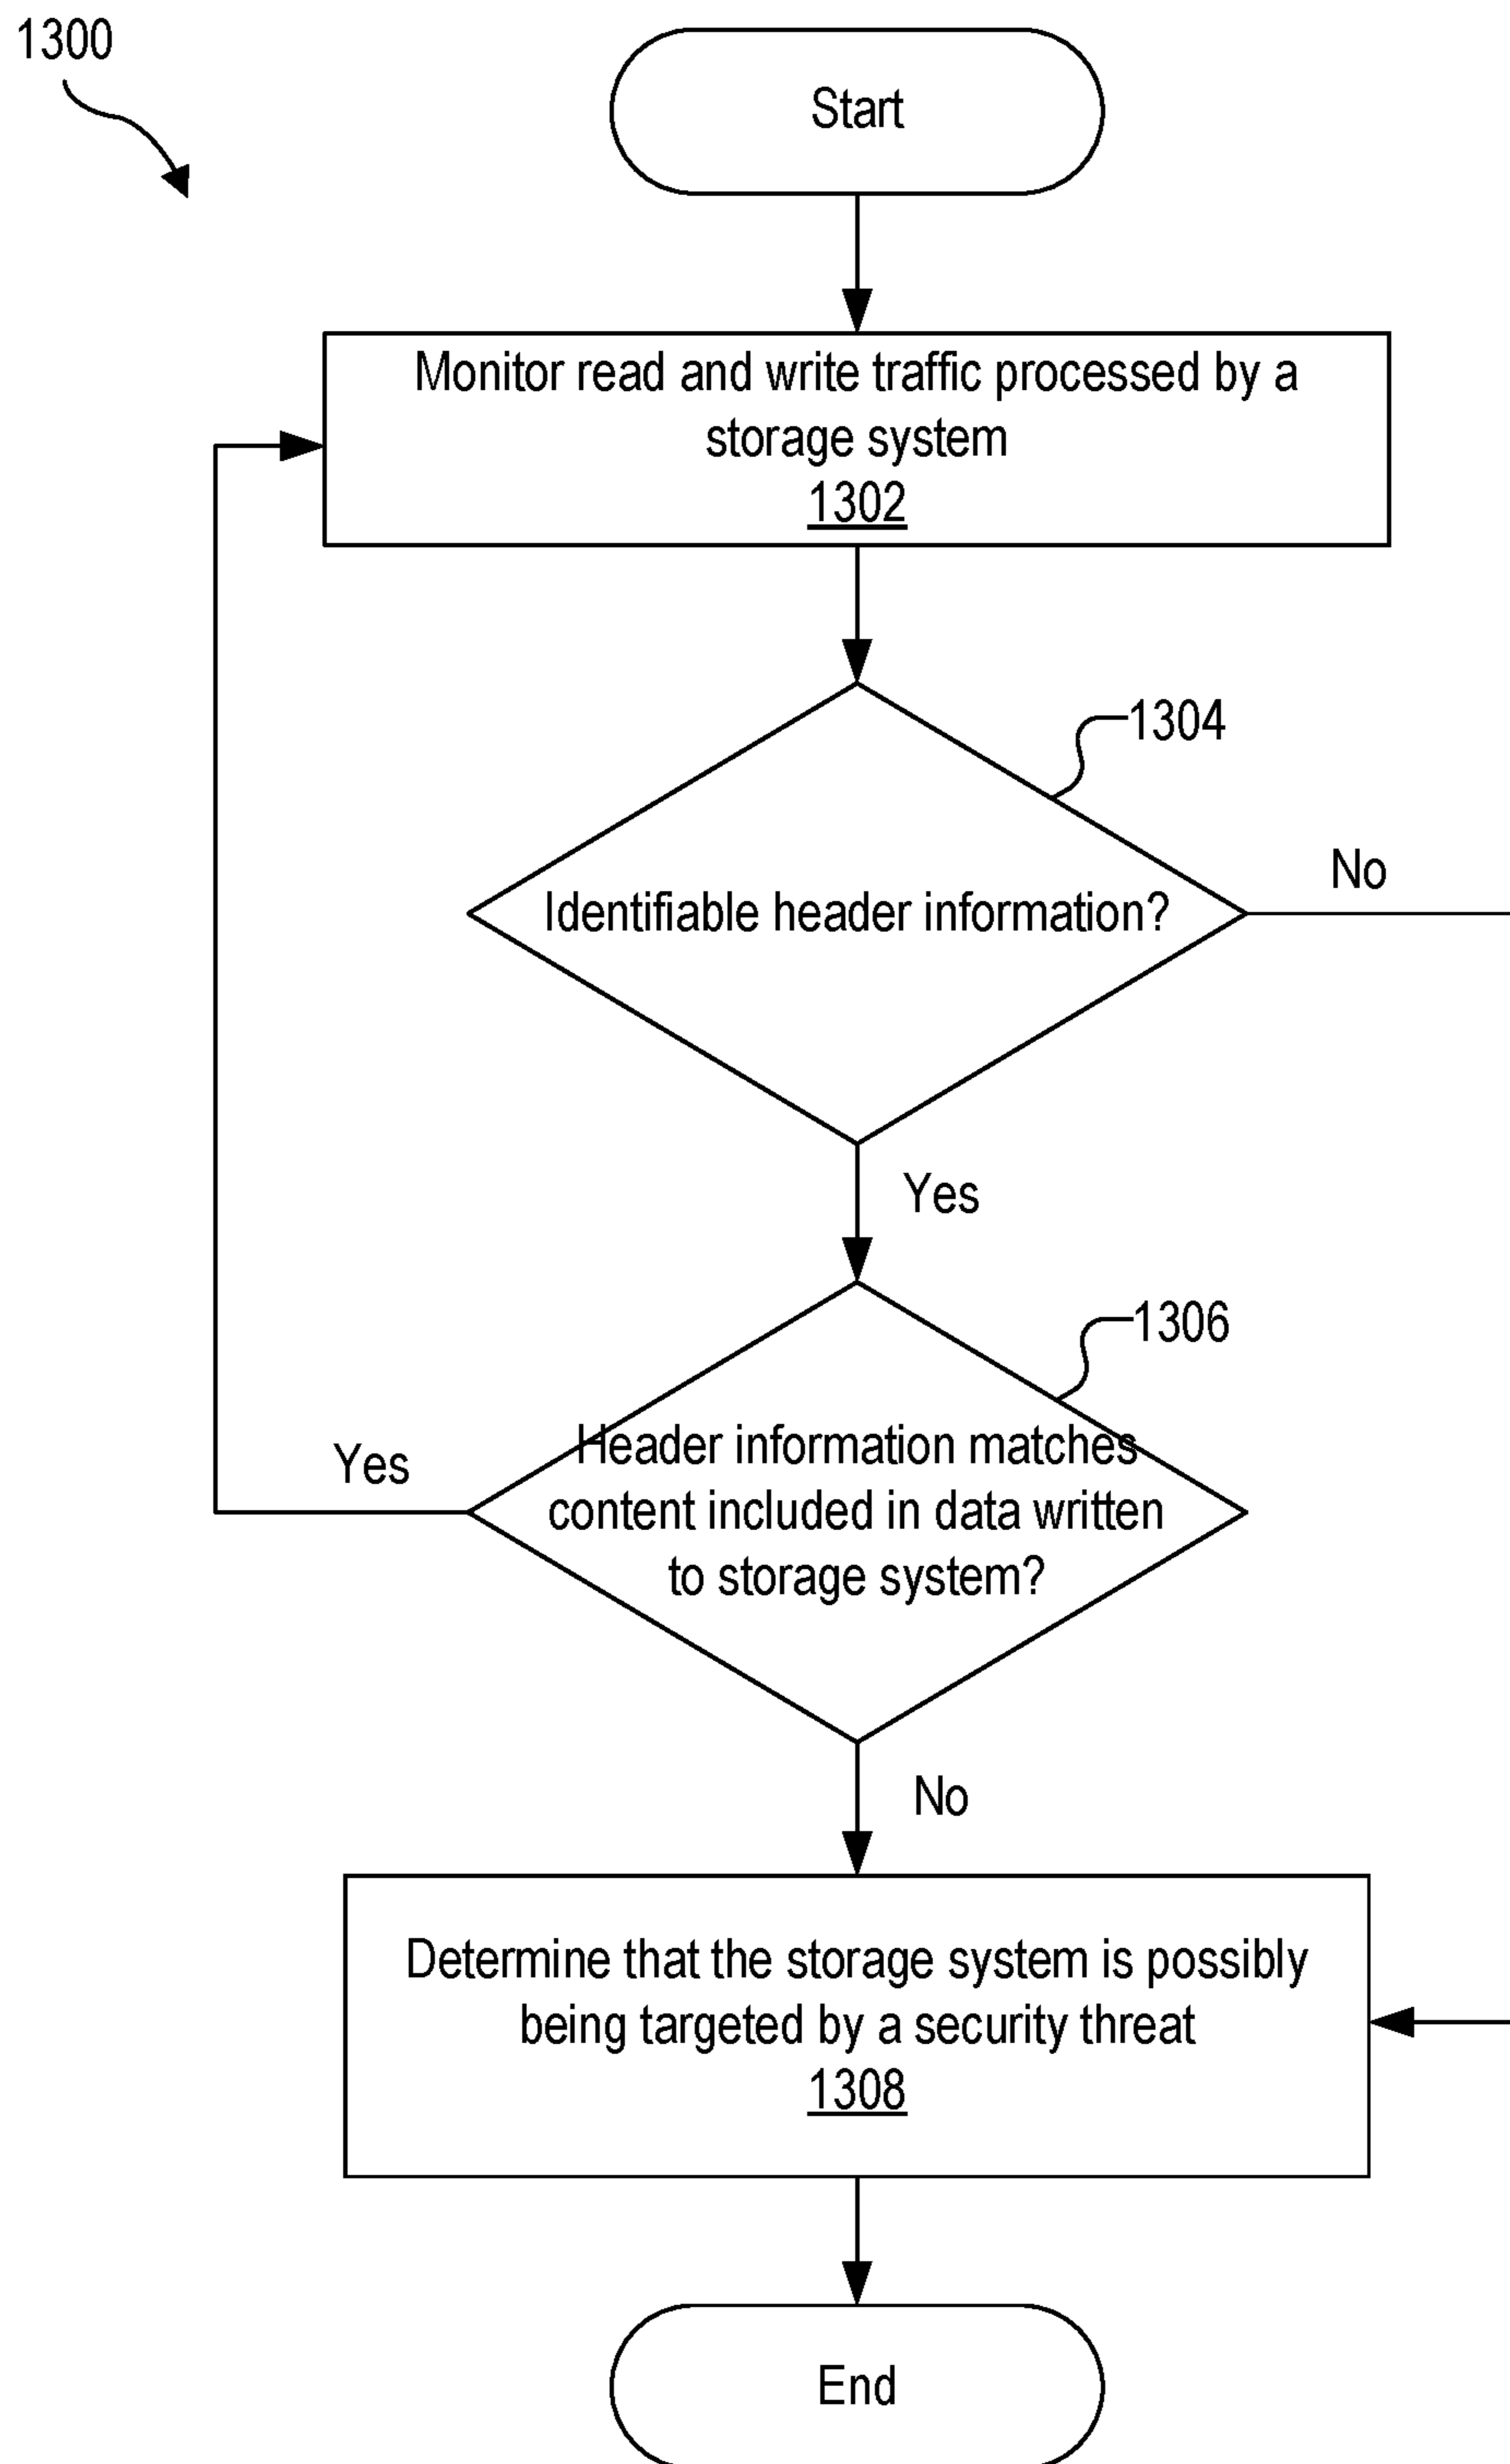 1300
Start
Monitor read and write traffic processed by a
storage system
1302
1304
Identifiable header information?
No
Yes
1306
Header information matches
content included in data written
to storage system?
Yes
No
Determine that the storage system is possibly
being targeted by a security threat
1308
End